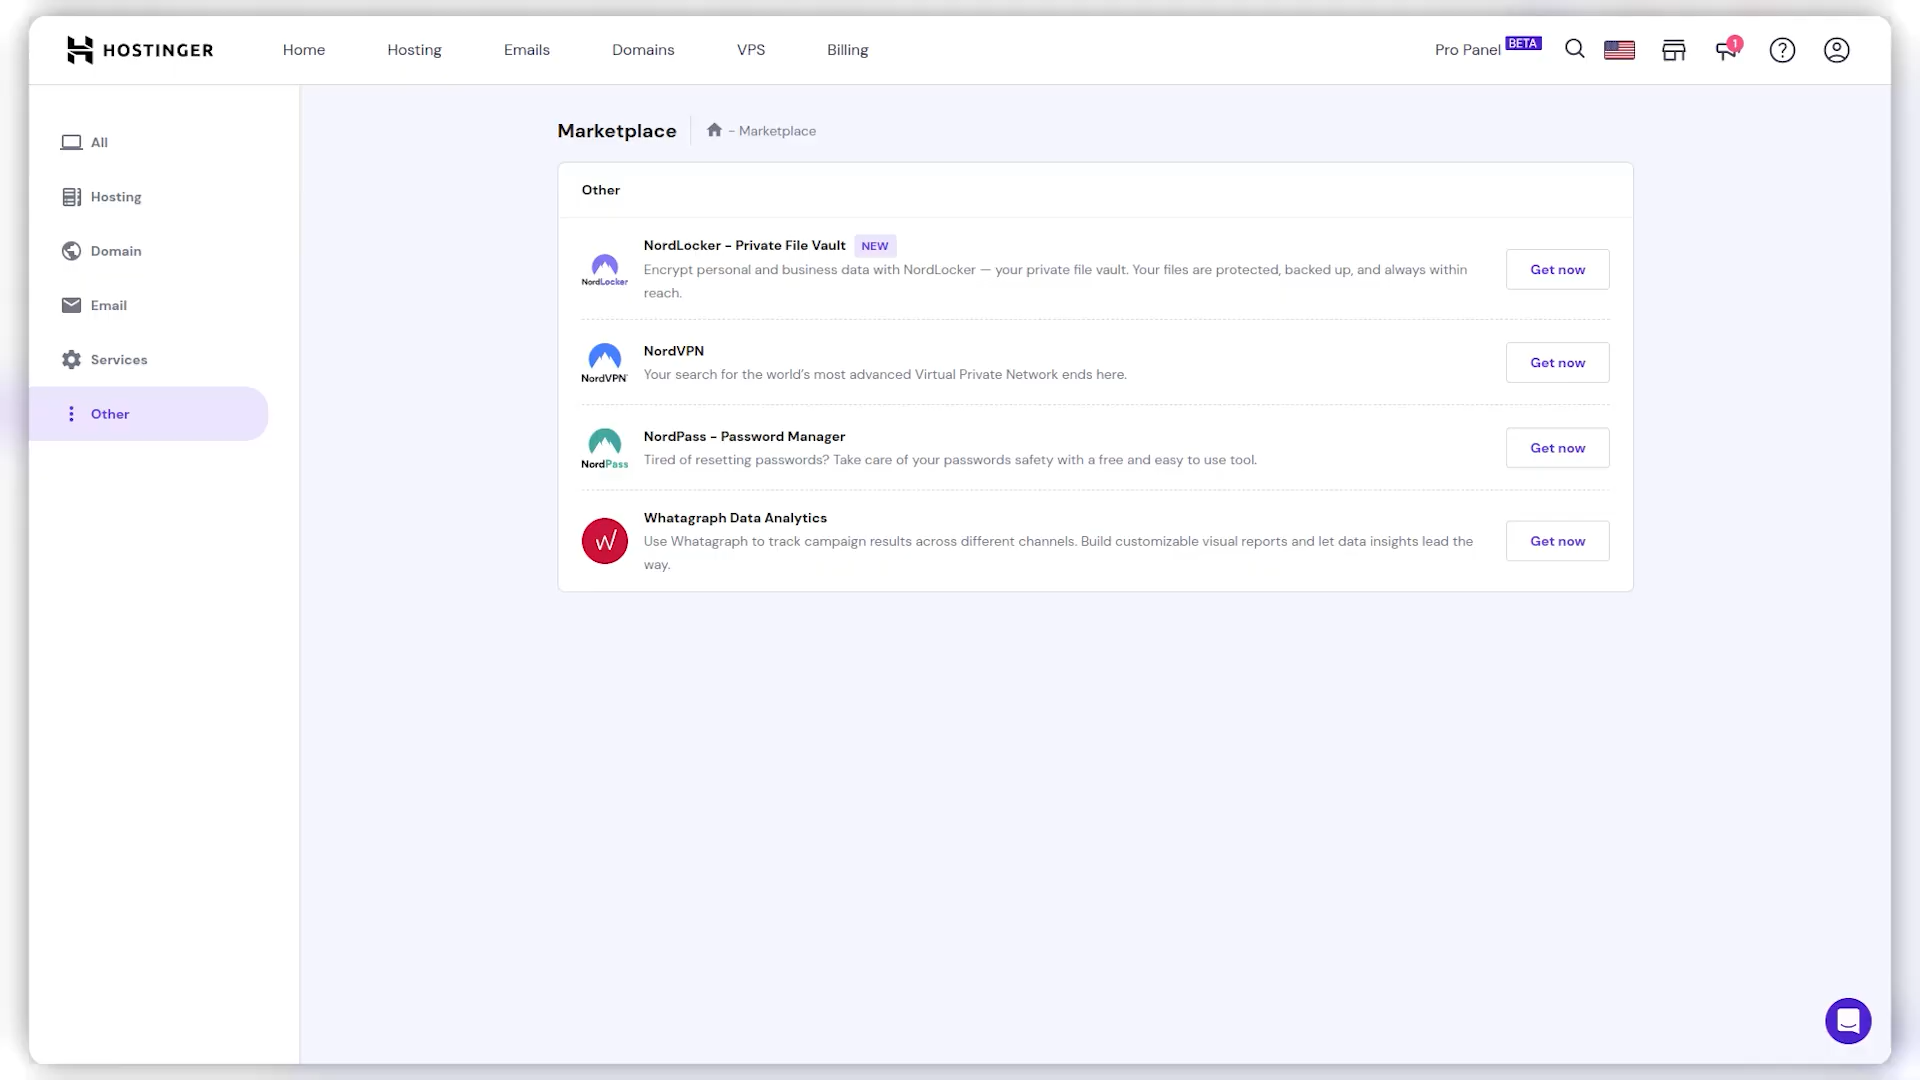 HOSTINGER Home Hosting Emails Domains VPS Billing Pro Panel BETA 1
All
Hosting
Domain
Email
Services
Other
Marketplace - Marketplace
Other
NordLocker - Private File Vault NEW
Encrypt personal and business data with NordLocker — your private file vault. Your files are protected, backed up, and always within
reach.
NordLocker
Get now
NordVPN
Your search for the world's most advanced Virtual Private Network ends here.
NordVPN
Get now
NordPass - Password Manager
Tired of resetting passwords? Take care of your passwords safety with a free and easy to use tool.
NordPass
Get now
Whatagraph Data Analytics
Use Whatagraph to track campaign results across different channels. Build customizable visual reports and let data insights lead the
way.
W
Get now